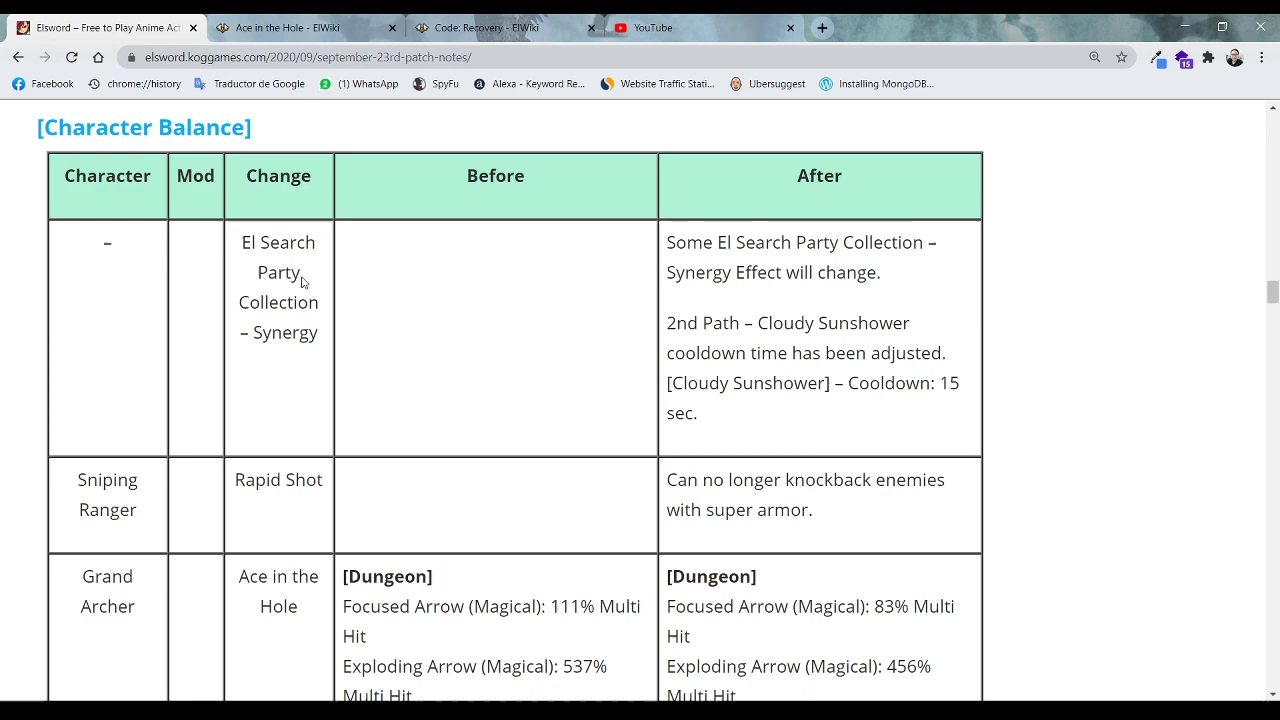 Elsword – Free to Play Anime Act
Ace in the Hole - ElWiki
Code: Recovery - ElWiki
YouTube
elsword.koggames.com/2020/09/september-23rd-patch-notes/
15
Facebook
chrome://history
Traductor de Google
2
(1) WhatsApp
SpyFu
Alexa - Keyword Re...
Website Traffic Stati...
Ubersuggest
Installing MongoDB...
[Character Balance]
Character
Mod
Change
Before
After
–
El Search
Party
Collection
– Synergy
Some El Search Party Collection –
Synergy Effect will change.
2nd Path – Cloudy Sunshower
cooldown time has been adjusted.
[Cloudy Sunshower] – Cooldown: 15
sec.
Sniping
Ranger
Rapid Shot
Can no longer knockback enemies
with super armor.
Grand
Archer
Ace in the
Hole
[Dungeon]
Focused Arrow (Magical): 111% Multi
Hit
Exploding Arrow (Magical): 537%
Multi Hit
[Dungeon]
Focused Arrow (Magical): 83% Multi
Hit
Exploding Arrow (Magical): 456%
Multi Hit